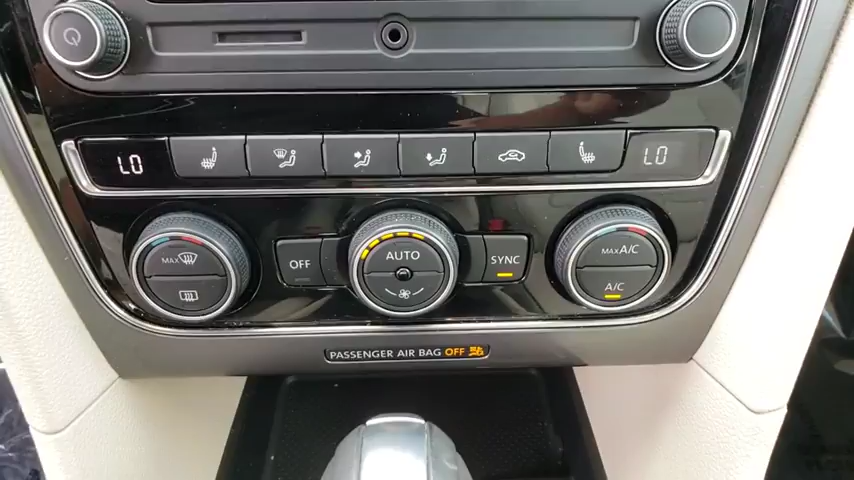 LO
LO
MAX
OFF
AUTO
SYNC
MAX A/C
A/C
PASSENGER AIR BAG OFF